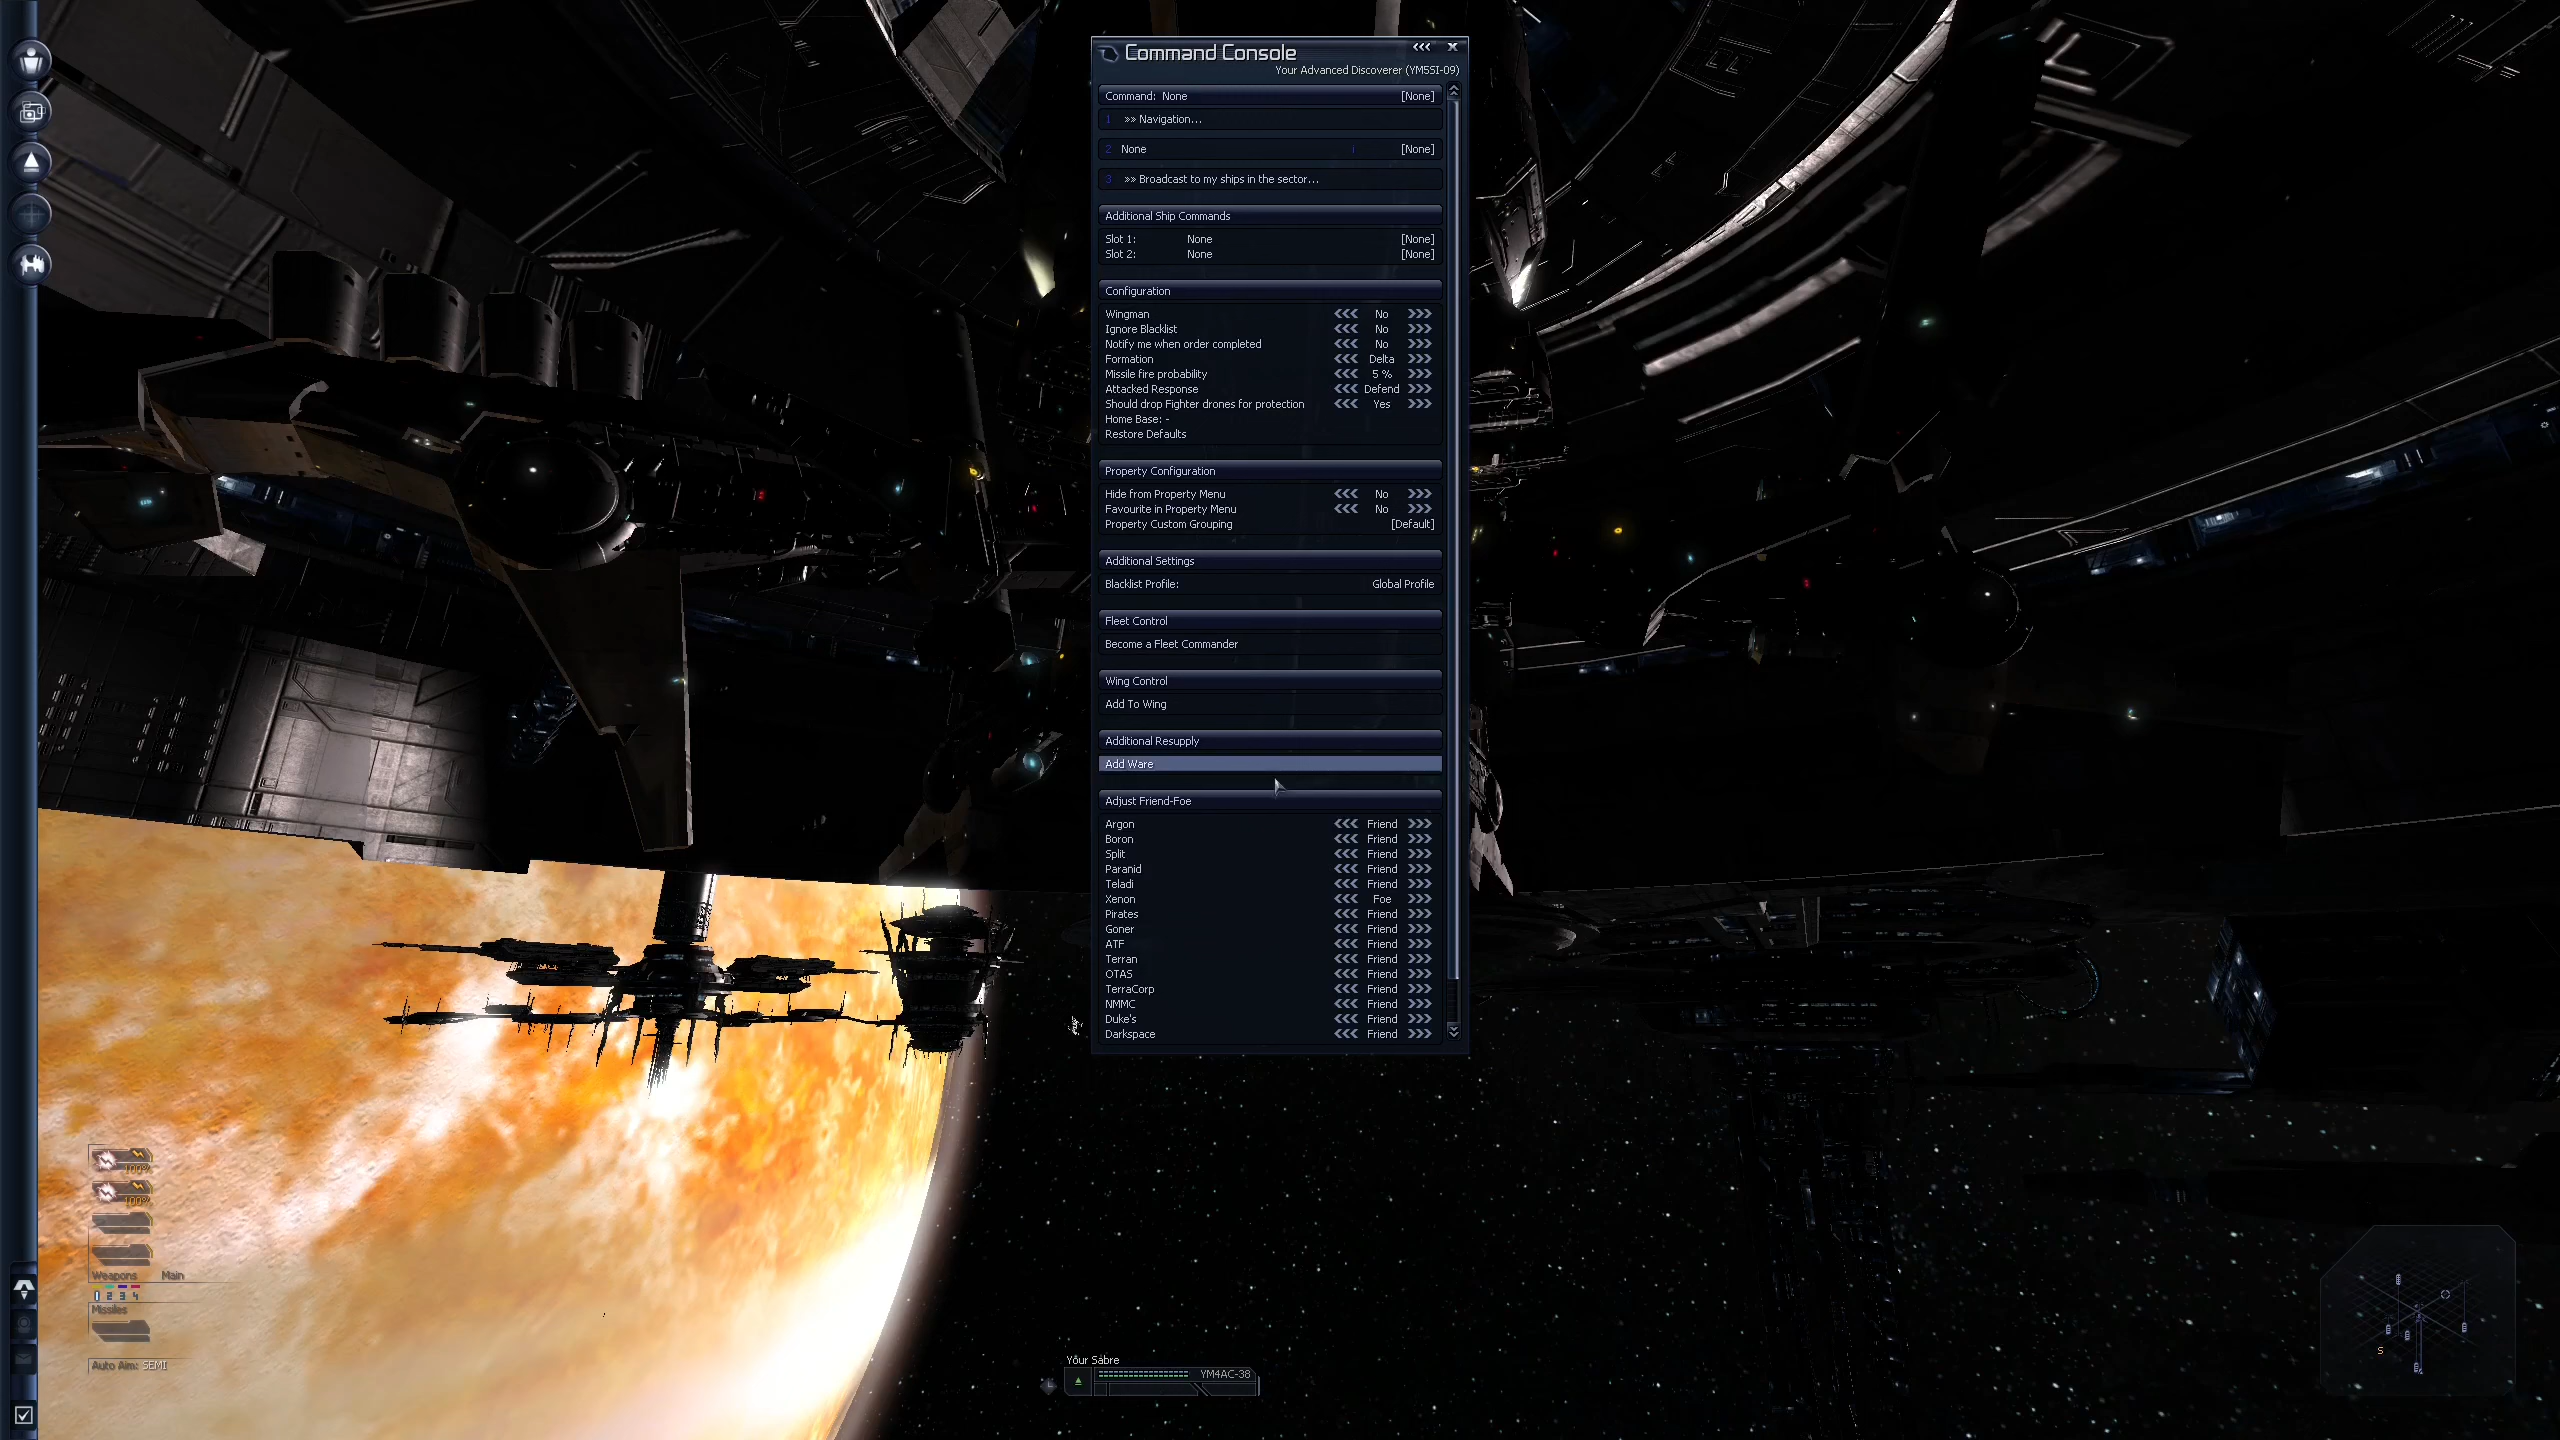 Command Console
Your Advanced Discoverer (YM5SI-09)
Command: None [None]
1 »» Navigation...
2 None i [None]
3 »» Broadcast to my ships in the sector...
Additional Ship Commands
Slot 1: None [None]
Slot 2: None [None]
Configuration
Wingman No
Ignore Blacklist No
Notify me when order completed No
Formation Delta
Missile fire probability 5 %
Attacked Response Defend
Should drop Fighter drones for protection Yes
Home Base: -
Restore Defaults
Property Configuration
Hide from Property Menu No
Favourite in Property Menu No
Property Custom Grouping [Default]
Additional Settings
Blacklist Profile: Global Profile
Fleet Control
Become a Fleet Commander
Wing Control
Add To Wing
Additional Resupply
Add Ware
Adjust Friend-Foe
Argon Friend
Boron Friend
Split Friend
Paranid Friend
Teladi Friend
Xenon Foe
Pirates Friend
Goner Friend
ATF Friend
Terran Friend
OTAS Friend
TerraCorp Friend
NMMC Friend
Duke's Friend
Darkspace Friend
100%
100%
Weapons Main
1 2 3 4
Missiles
Auto Aim: SEMI
Your Sabre
YM4AC-38
S